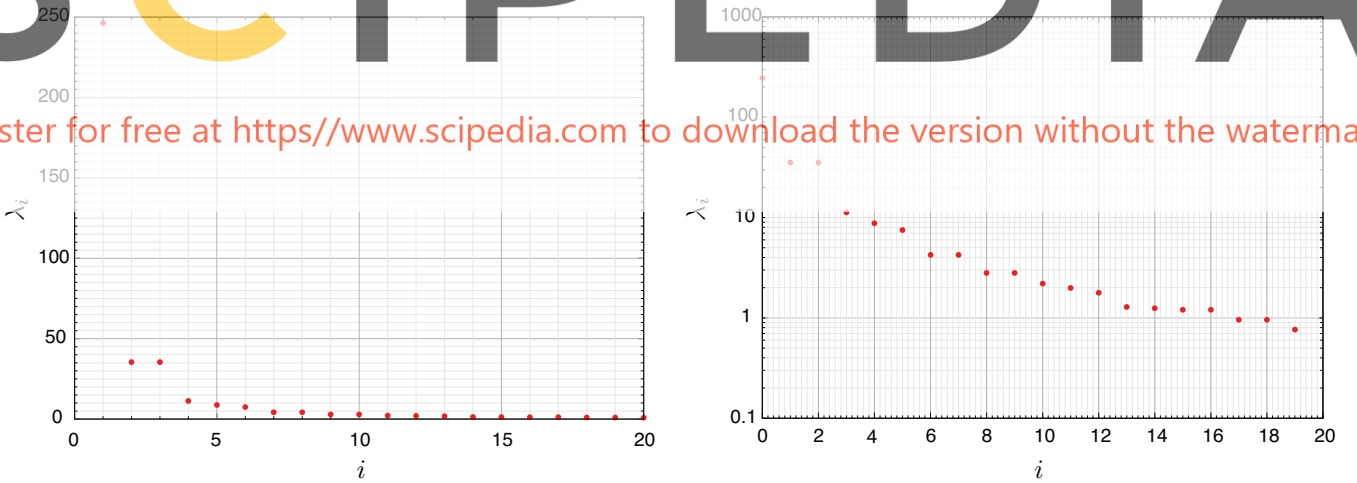 SCIPEDIA
ster for free at https//www.scipedia.com to download the version without the waterma
250
200
150
100
50
0
λi
0 5 10 15 20
i
1000
100
10
1
0.1
λi
0 2 4 6 8 10 12 14 16 18 20
i